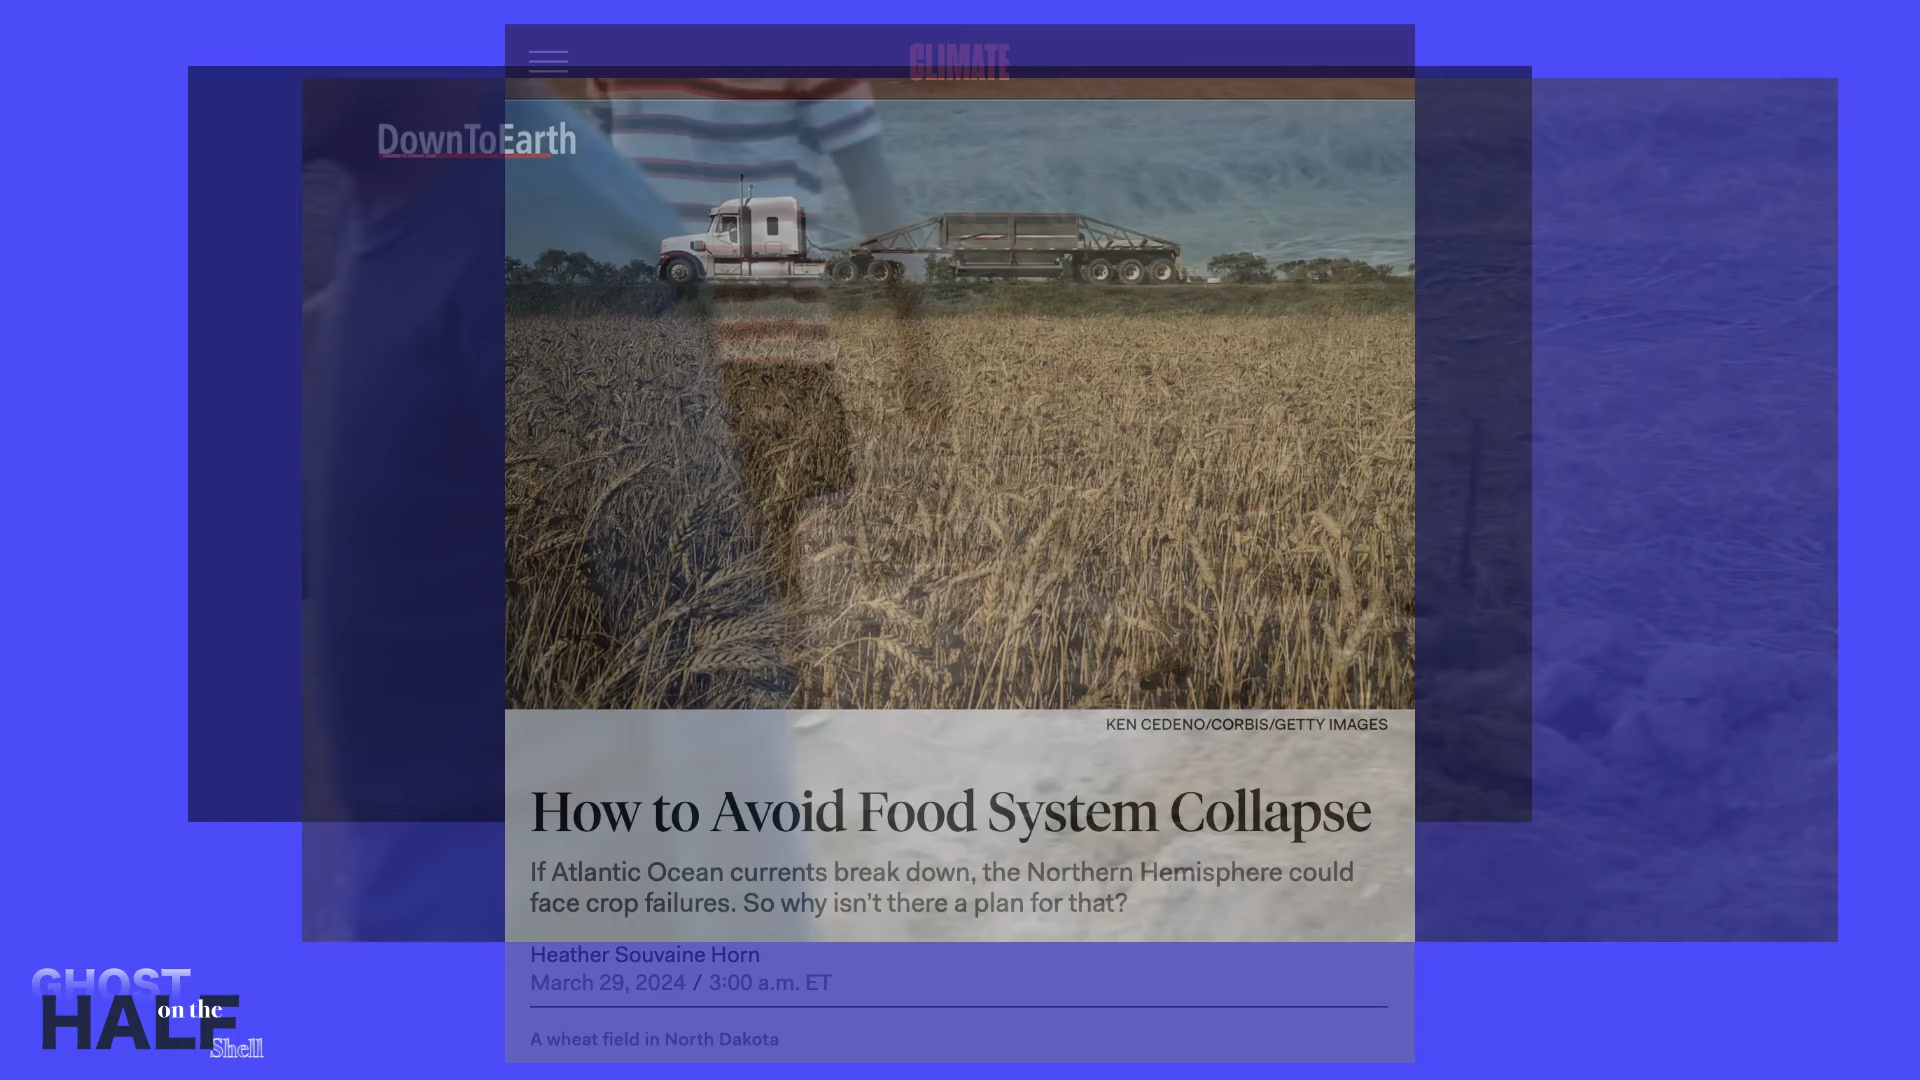 CLIMATE
DownToEarth
KEN CEDENO/CORBIS/GETTY IMAGES
How to Avoid Food System Collapse
If Atlantic Ocean currents break down, the Northern Hemisphere could
face crop failures. So why isn't there a plan for that?
Heather Souvaine Horn
March 29, 2024 / 3:00 a.m. ET
A wheat field in North Dakota
GHOST
on the
HALF
Shell